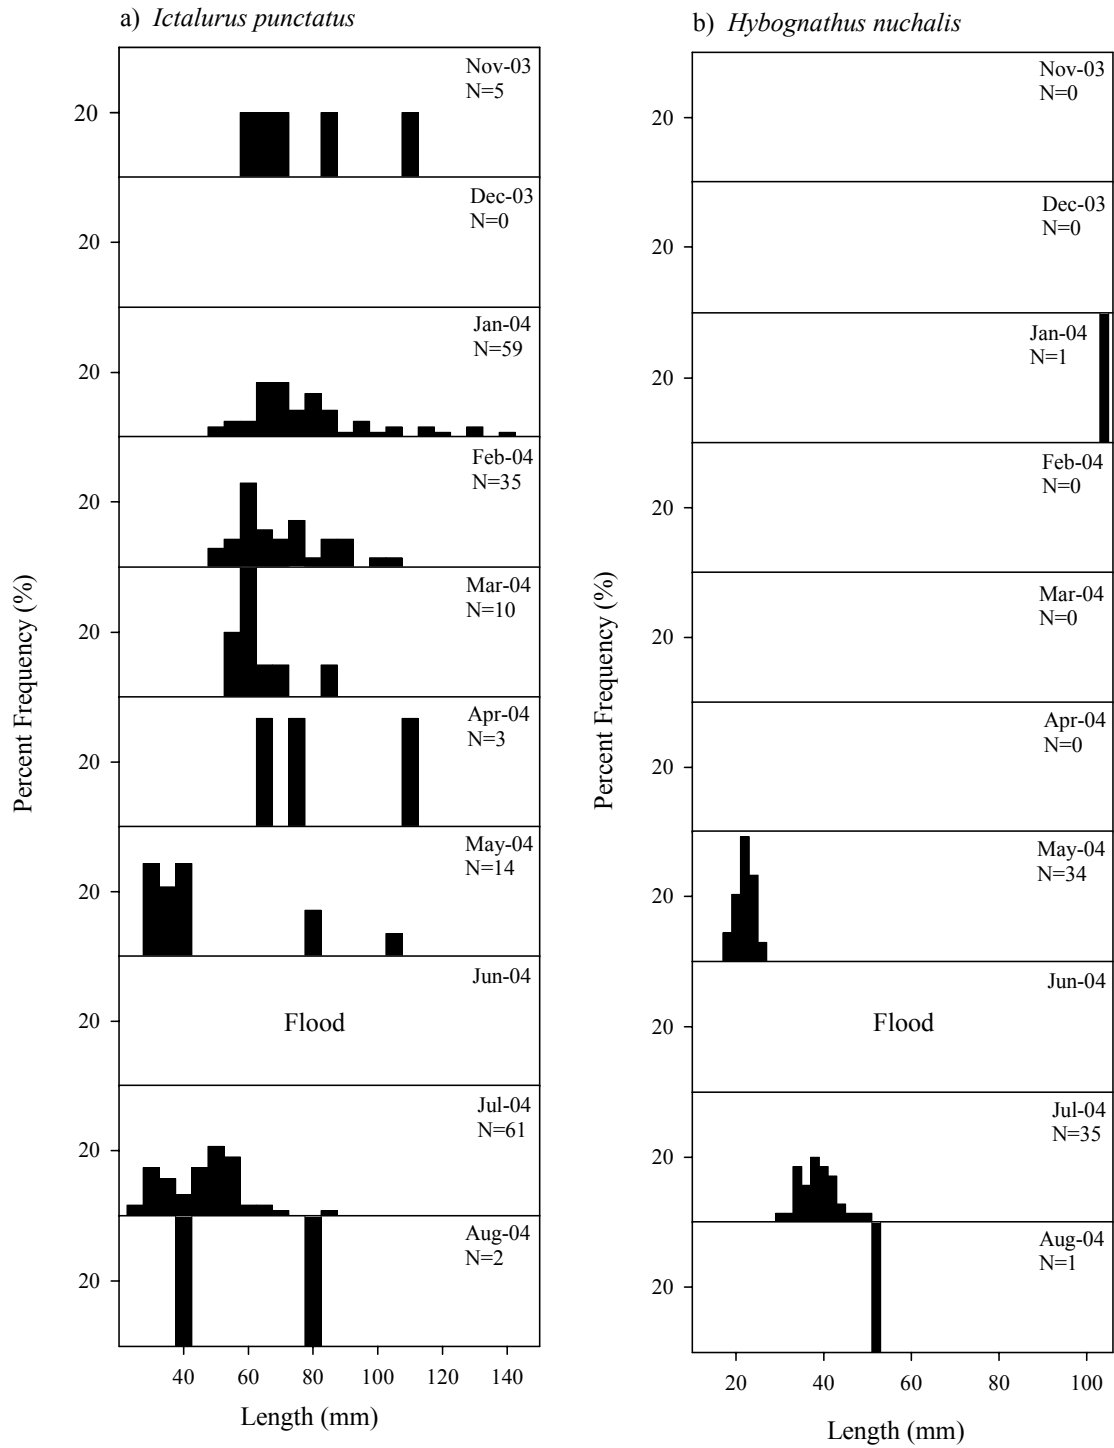 a) Ictalurus punctatus
Nov-03
N=5
20
Dec-03
N=0
20
Jan-04
N=59
20
Feb-04
N=35
20
Mar-04
N=10
20
Apr-04
N=3
20
May-04
N=14
20
Jun-04
Flood
20
Jul-04
N=61
20
Aug-04
N=2
20
40 60 80 100 120 140
Length (mm)
Percent Frequency (%)
b) Hybognathus nuchalis
Nov-03
N=0
20
Dec-03
N=0
20
Jan-04
N=1
20
Feb-04
N=0
20
Mar-04
N=0
20
Apr-04
N=0
20
May-04
N=34
20
Jun-04
Flood
20
Jul-04
N=35
20
Aug-04
N=1
20
20 40 60 80 100
Length (mm)
Percent Frequency (%)